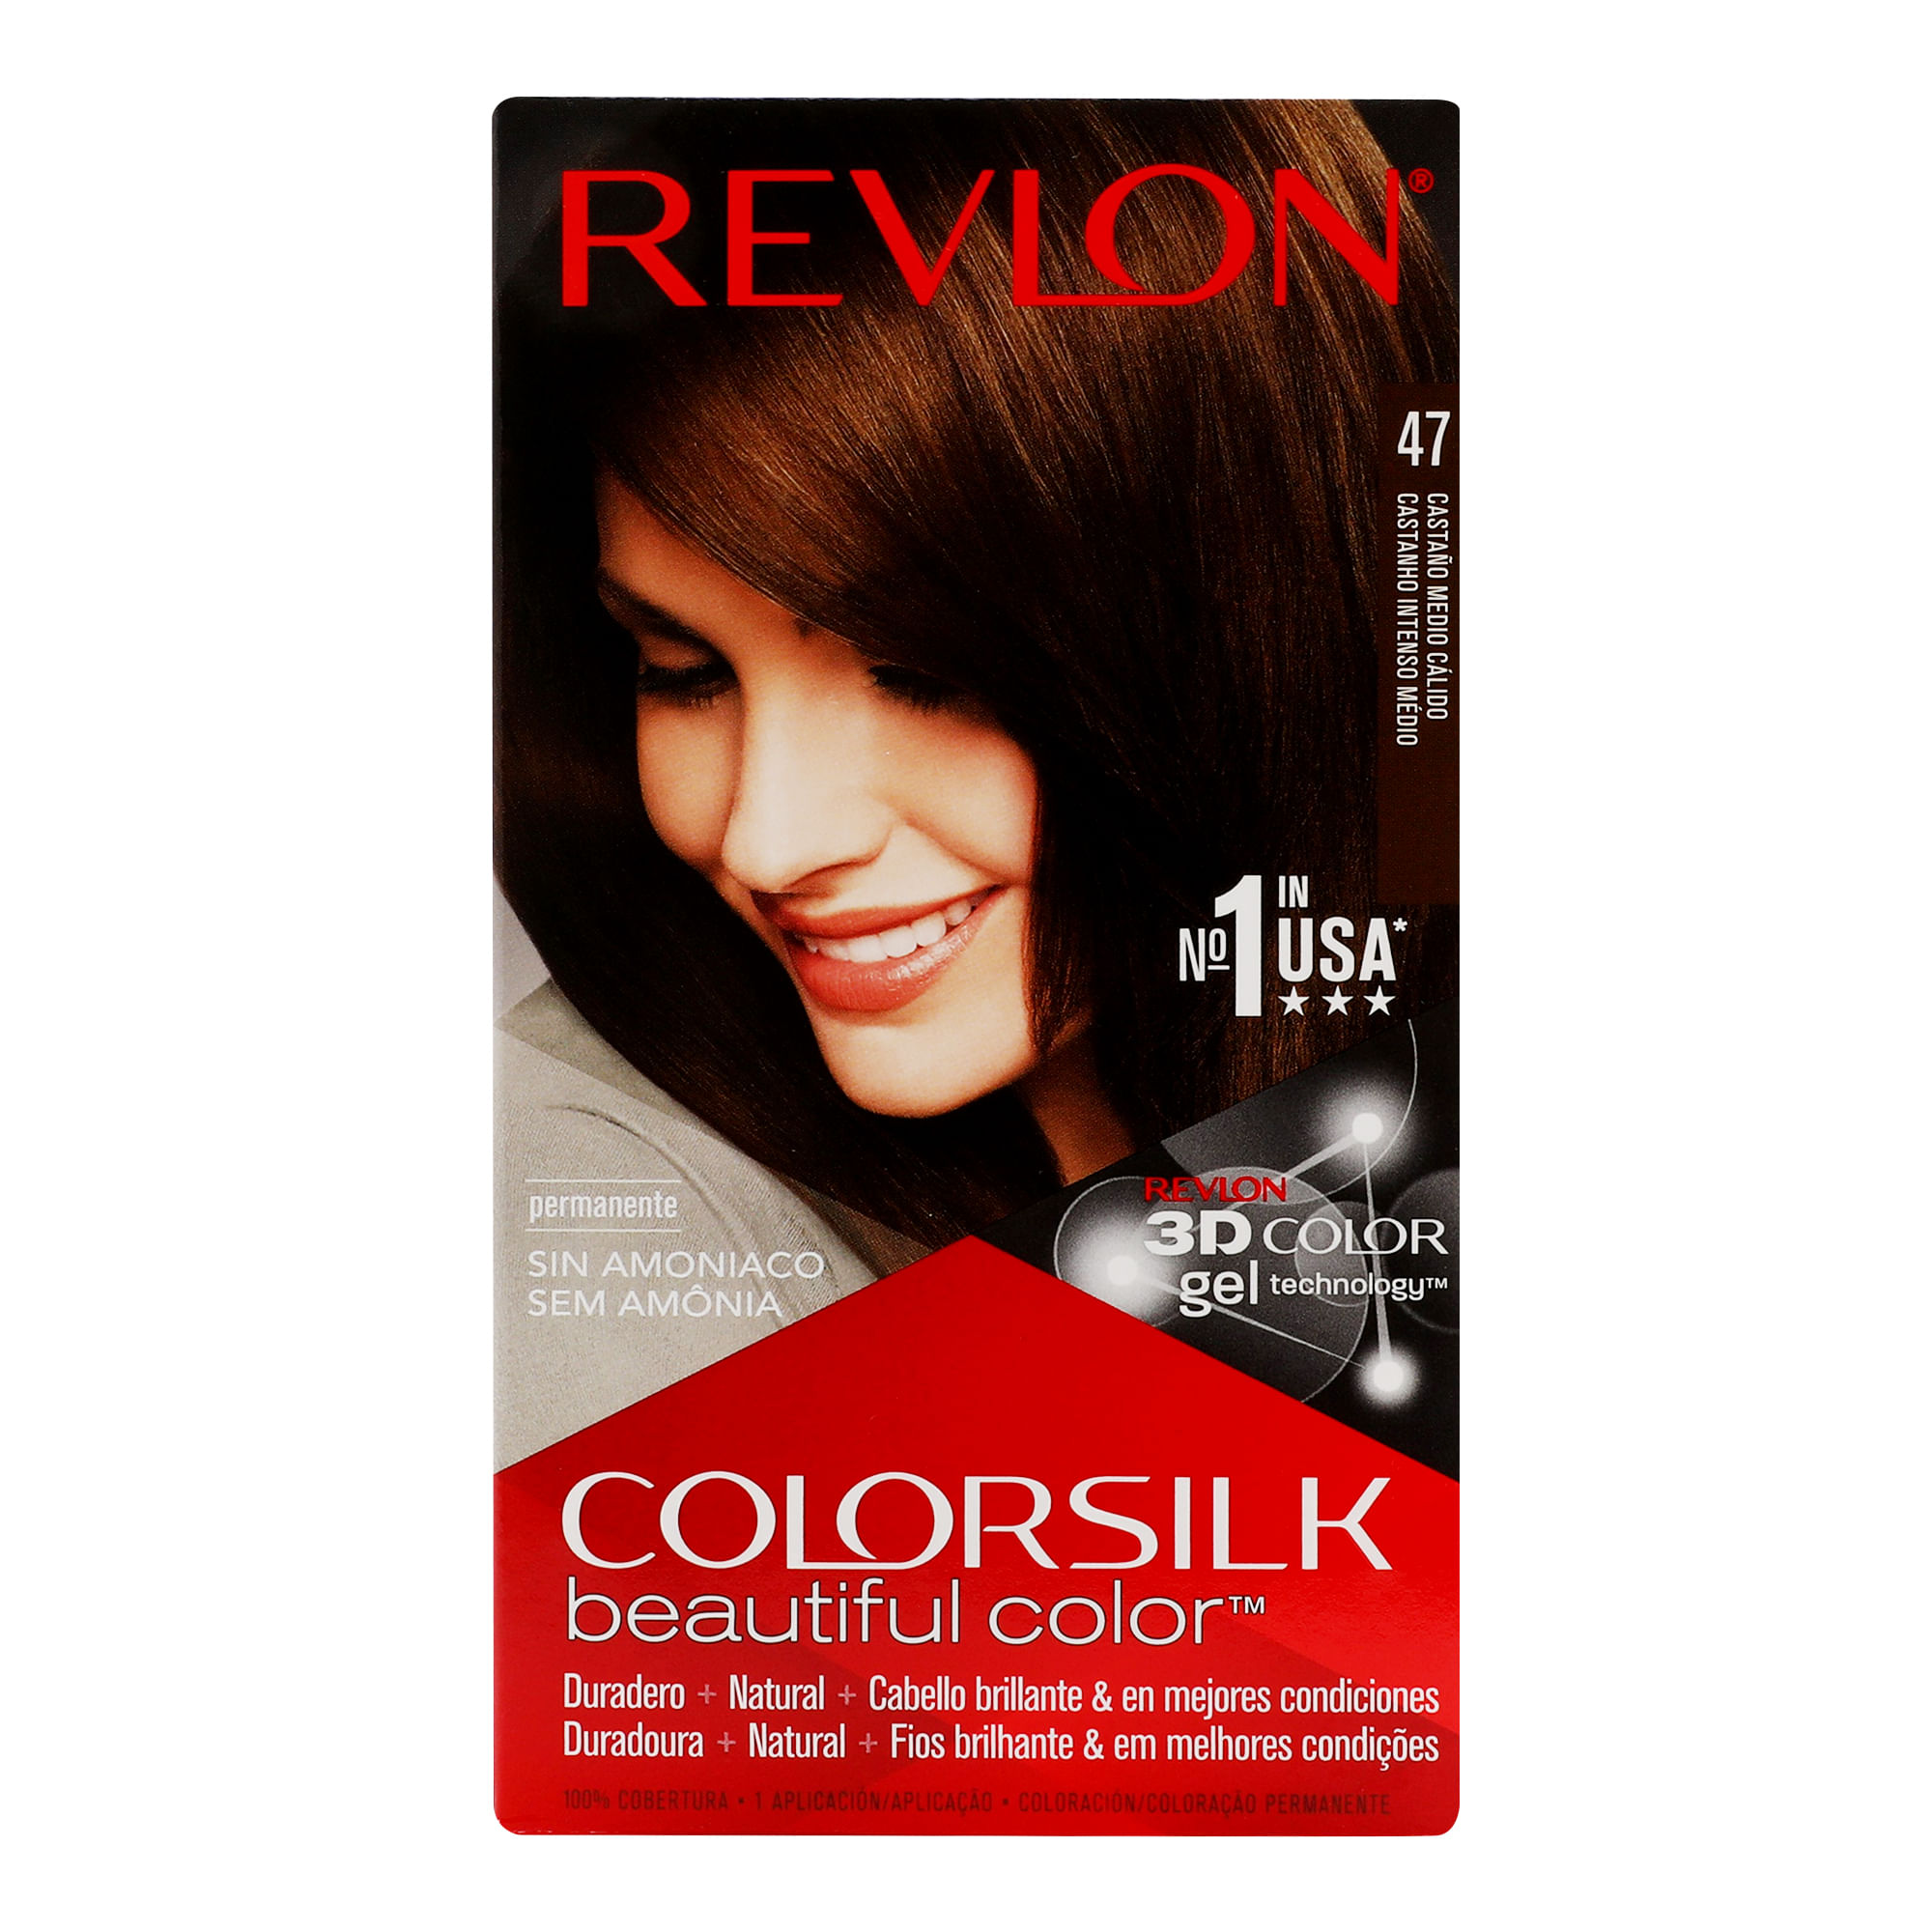 REVLON®
47
CASTAÑO MEDIO CÁLIDO
CASTANHO INTENSO MÉDIO
Nº1 IN
USA*
permanente
SIN AMONIACO
SEM AMÔNIA
REVLON
3D COLOR
gel technology™
COLORSILK
beautiful color™
Duradero + Natural + Cabello brillante & en mejores condiciones
Duradoura + Natural + Fios brilhante & em melhores condições
100% COBERTURA • 1 APLICACIÓN/APLICAÇÃO • COLORACIÓN/COLORAÇÃO PERMANENTE